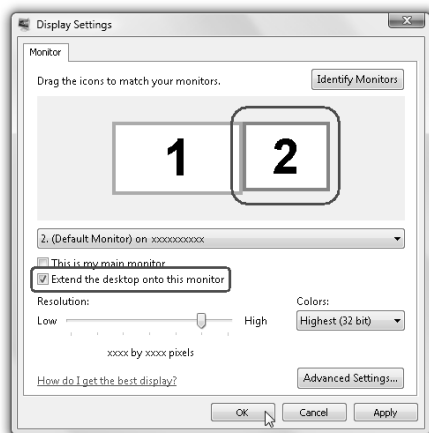 Display Settings
Monitor
Drag the icons to match your monitors.
Identify Monitors
1
2
2. (Default Monitor) on xxxxxxxxxx
This is my main monitor
Extend the desktop onto this monitor
Resolution:
Colors:
Low
High
Highest (32 bit)
xxxx by xxxx pixels
How do I get the best display?
Advanced Settings...
OK
Cancel
Apply